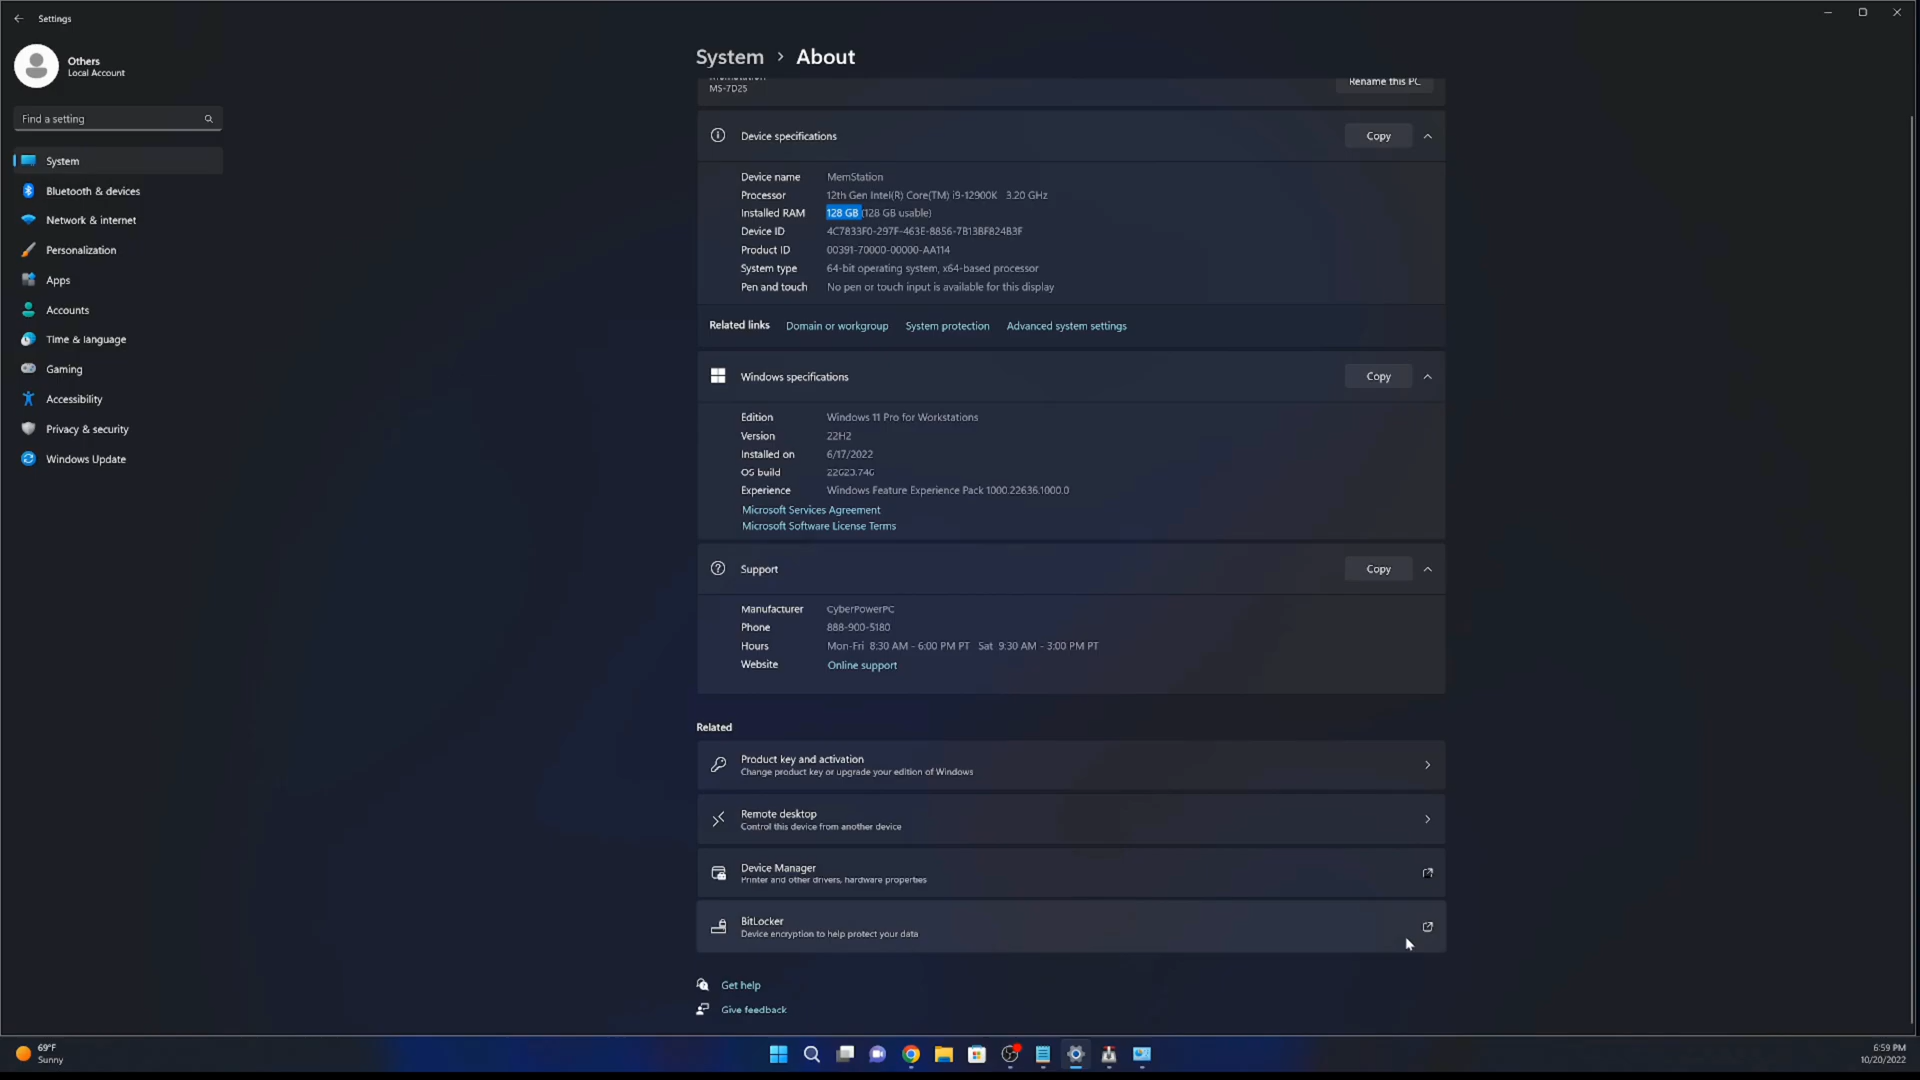 Settings
Others
Local Account
Find a setting
System
Bluetooth & devices
Network & internet
Personalization
Apps
Accounts
Time & language
Gaming
Accessibility
Privacy & security
Windows Update
System > About
MS-7D25
Rename this PC
Device specifications
Copy
Device name MemStation
Processor 12th Gen Intel(R) Core(TM) i9-12900K 3.20 GHz
Installed RAM 128 GB (128 GB usable)
Device ID 4C7833F0-297F-463E-8856-7B13BF824B3F
Product ID 00391-70000-00000-AA114
System type 64-bit operating system, x64-based processor
Pen and touch No pen or touch input is available for this display
Related links Domain or workgroup System protection Advanced system settings
Windows specifications
Copy
Edition Windows 11 Pro for Workstations
Version 22H2
Installed on 6/17/2022
OS build
Experience Windows Feature Experience Pack 1000.22636.1000.0
Microsoft Services Agreement
Microsoft Software License Terms
Support
Copy
Manufacturer CyberPowerPC
Phone 888-900-5180
Hours Mon-Fri 8:30 AM - 6:00 PM PT Sat 9:30 AM - 3:00 PM PT
Website Online support
Related
Product key and activation
Change product key or upgrade your edition of Windows
Remote desktop
Control this device from another device
Device Manager
Printer and other drivers, hardware properties
BitLocker
Device encryption to help protect your data
Get help
Give feedback
69°F
Sunny
6:59 PM
10/20/2022